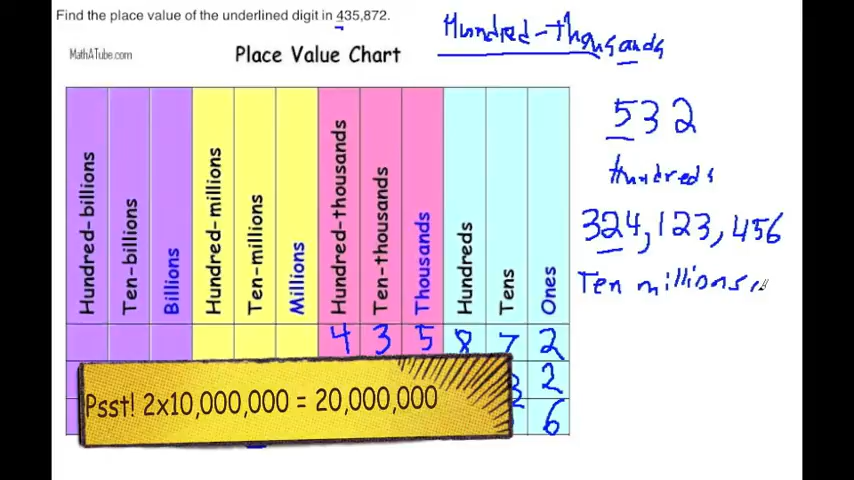 Find the place value of the underlined digit in 435,872.
Hundred-thousands
MathATube.com
Place Value Chart
Hundred-billions
Ten-billions
Billions
Hundred-millions
Ten-millions
Millions
Hundred-thousands
Ten-thousands
Thousands
Hundreds
Tens
Ones
532
Hundreds
324,123,456
Ten millions
4 3 5 8 7 2
2
6
Psst! 2x10,000,000 = 20,000,000